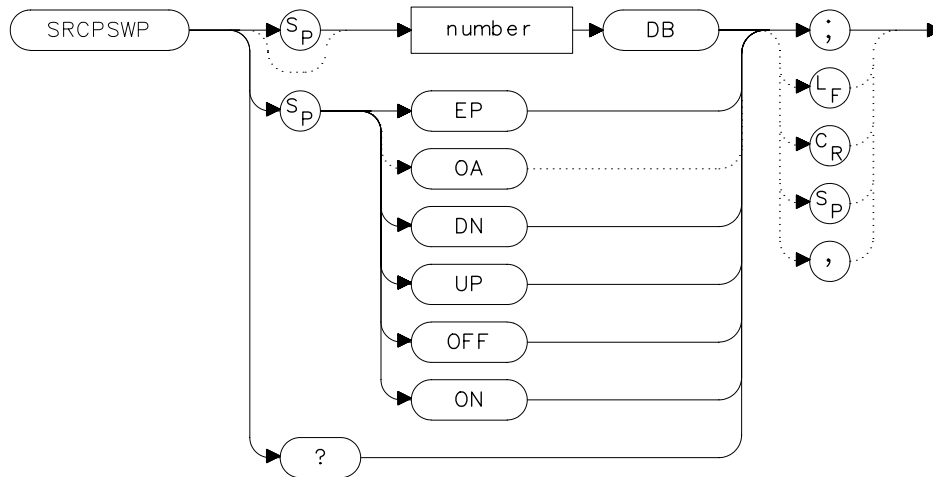 SRCPSWP SP number DB ;
SP EP LF
OA CR
DN SP
UP ,
OFF
ON
?